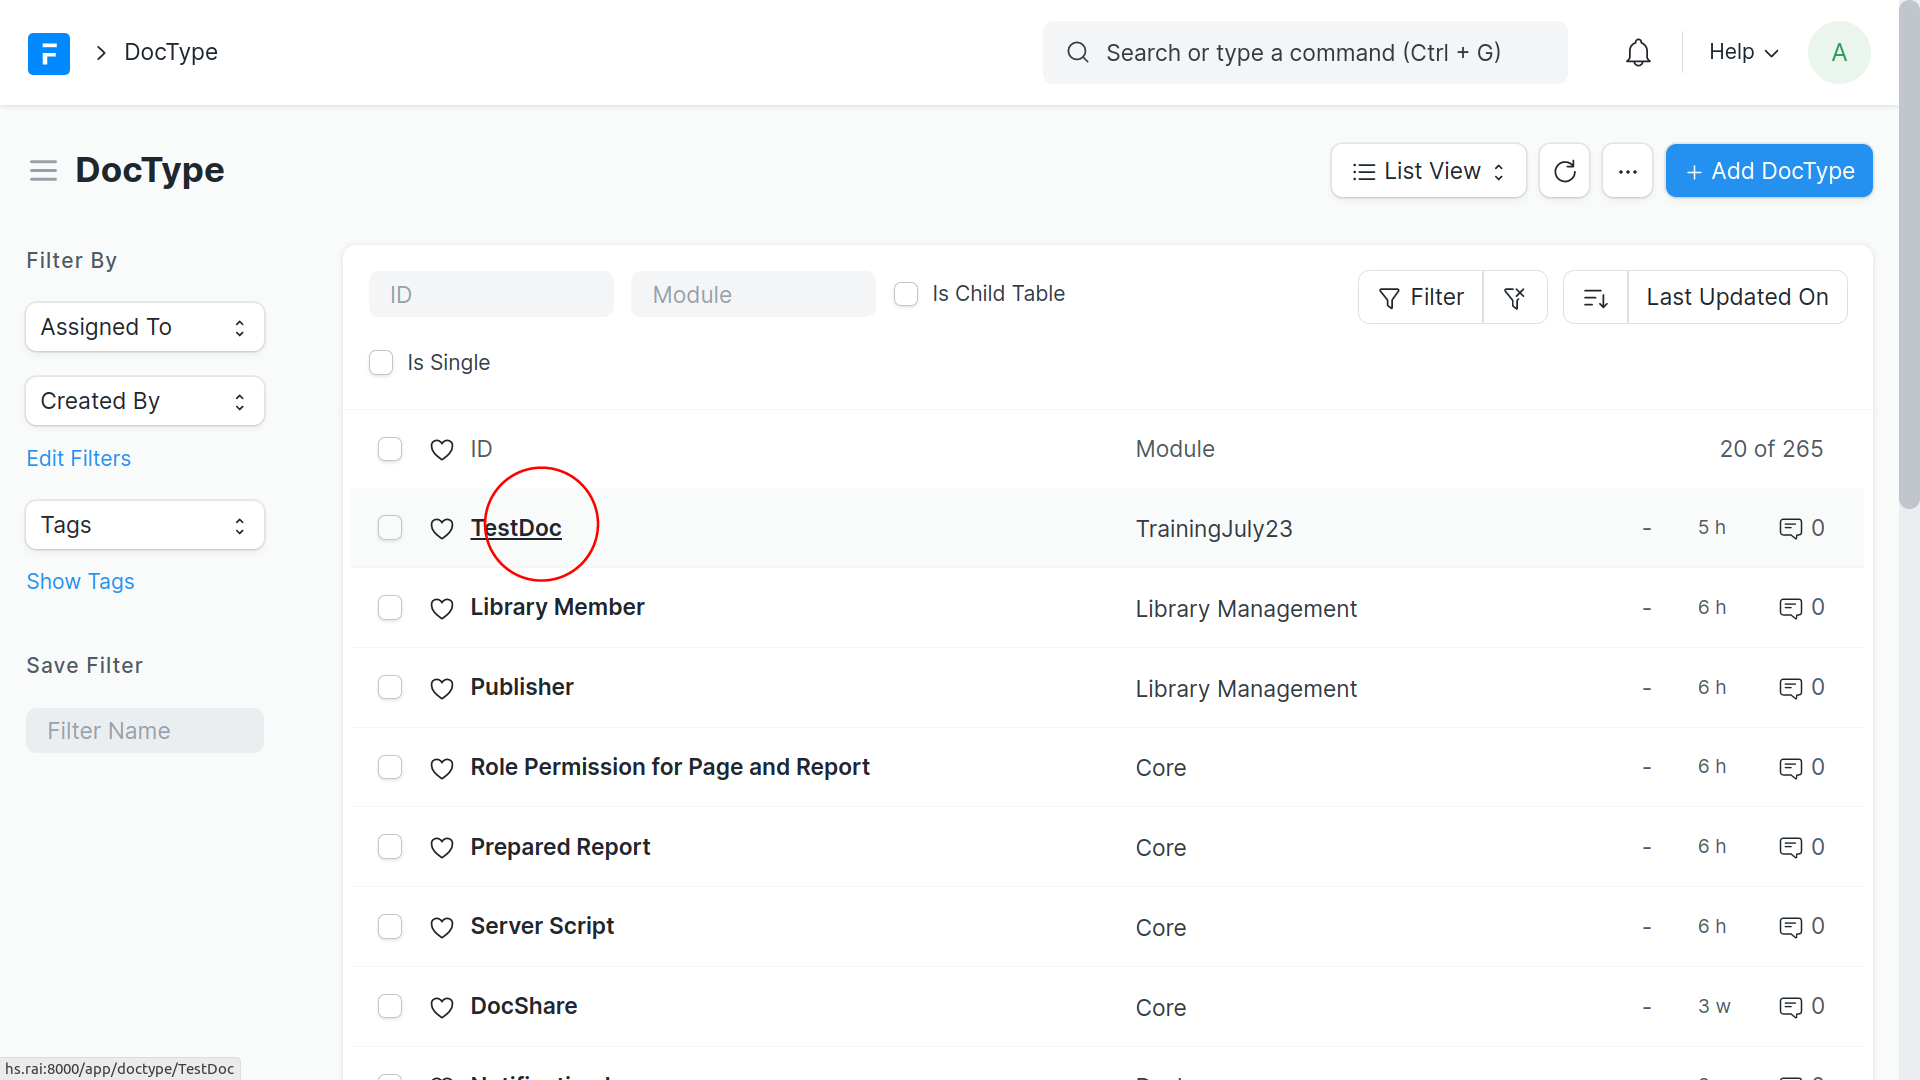 DocType
Search or type a command (Ctrl + G)
Help
A
DocType
List View
Add DocType
Filter By
Assigned To
Created By
Edit Filters
Tags
Show Tags
Save Filter
Filter Name
ID
Module
Is Child Table
Filter
Last Updated On
Is Single
ID Module 20 of 265
TestDoc TrainingJuly23 - 5 h 0
Library Member Library Management - 6 h 0
Publisher Library Management - 6 h 0
Role Permission for Page and Report Core - 6 h 0
Prepared Report Core - 6 h 0
Server Script Core - 6 h 0
DocShare Core - 3 w 0
hs.rai:8000/app/doctype/TestDoc